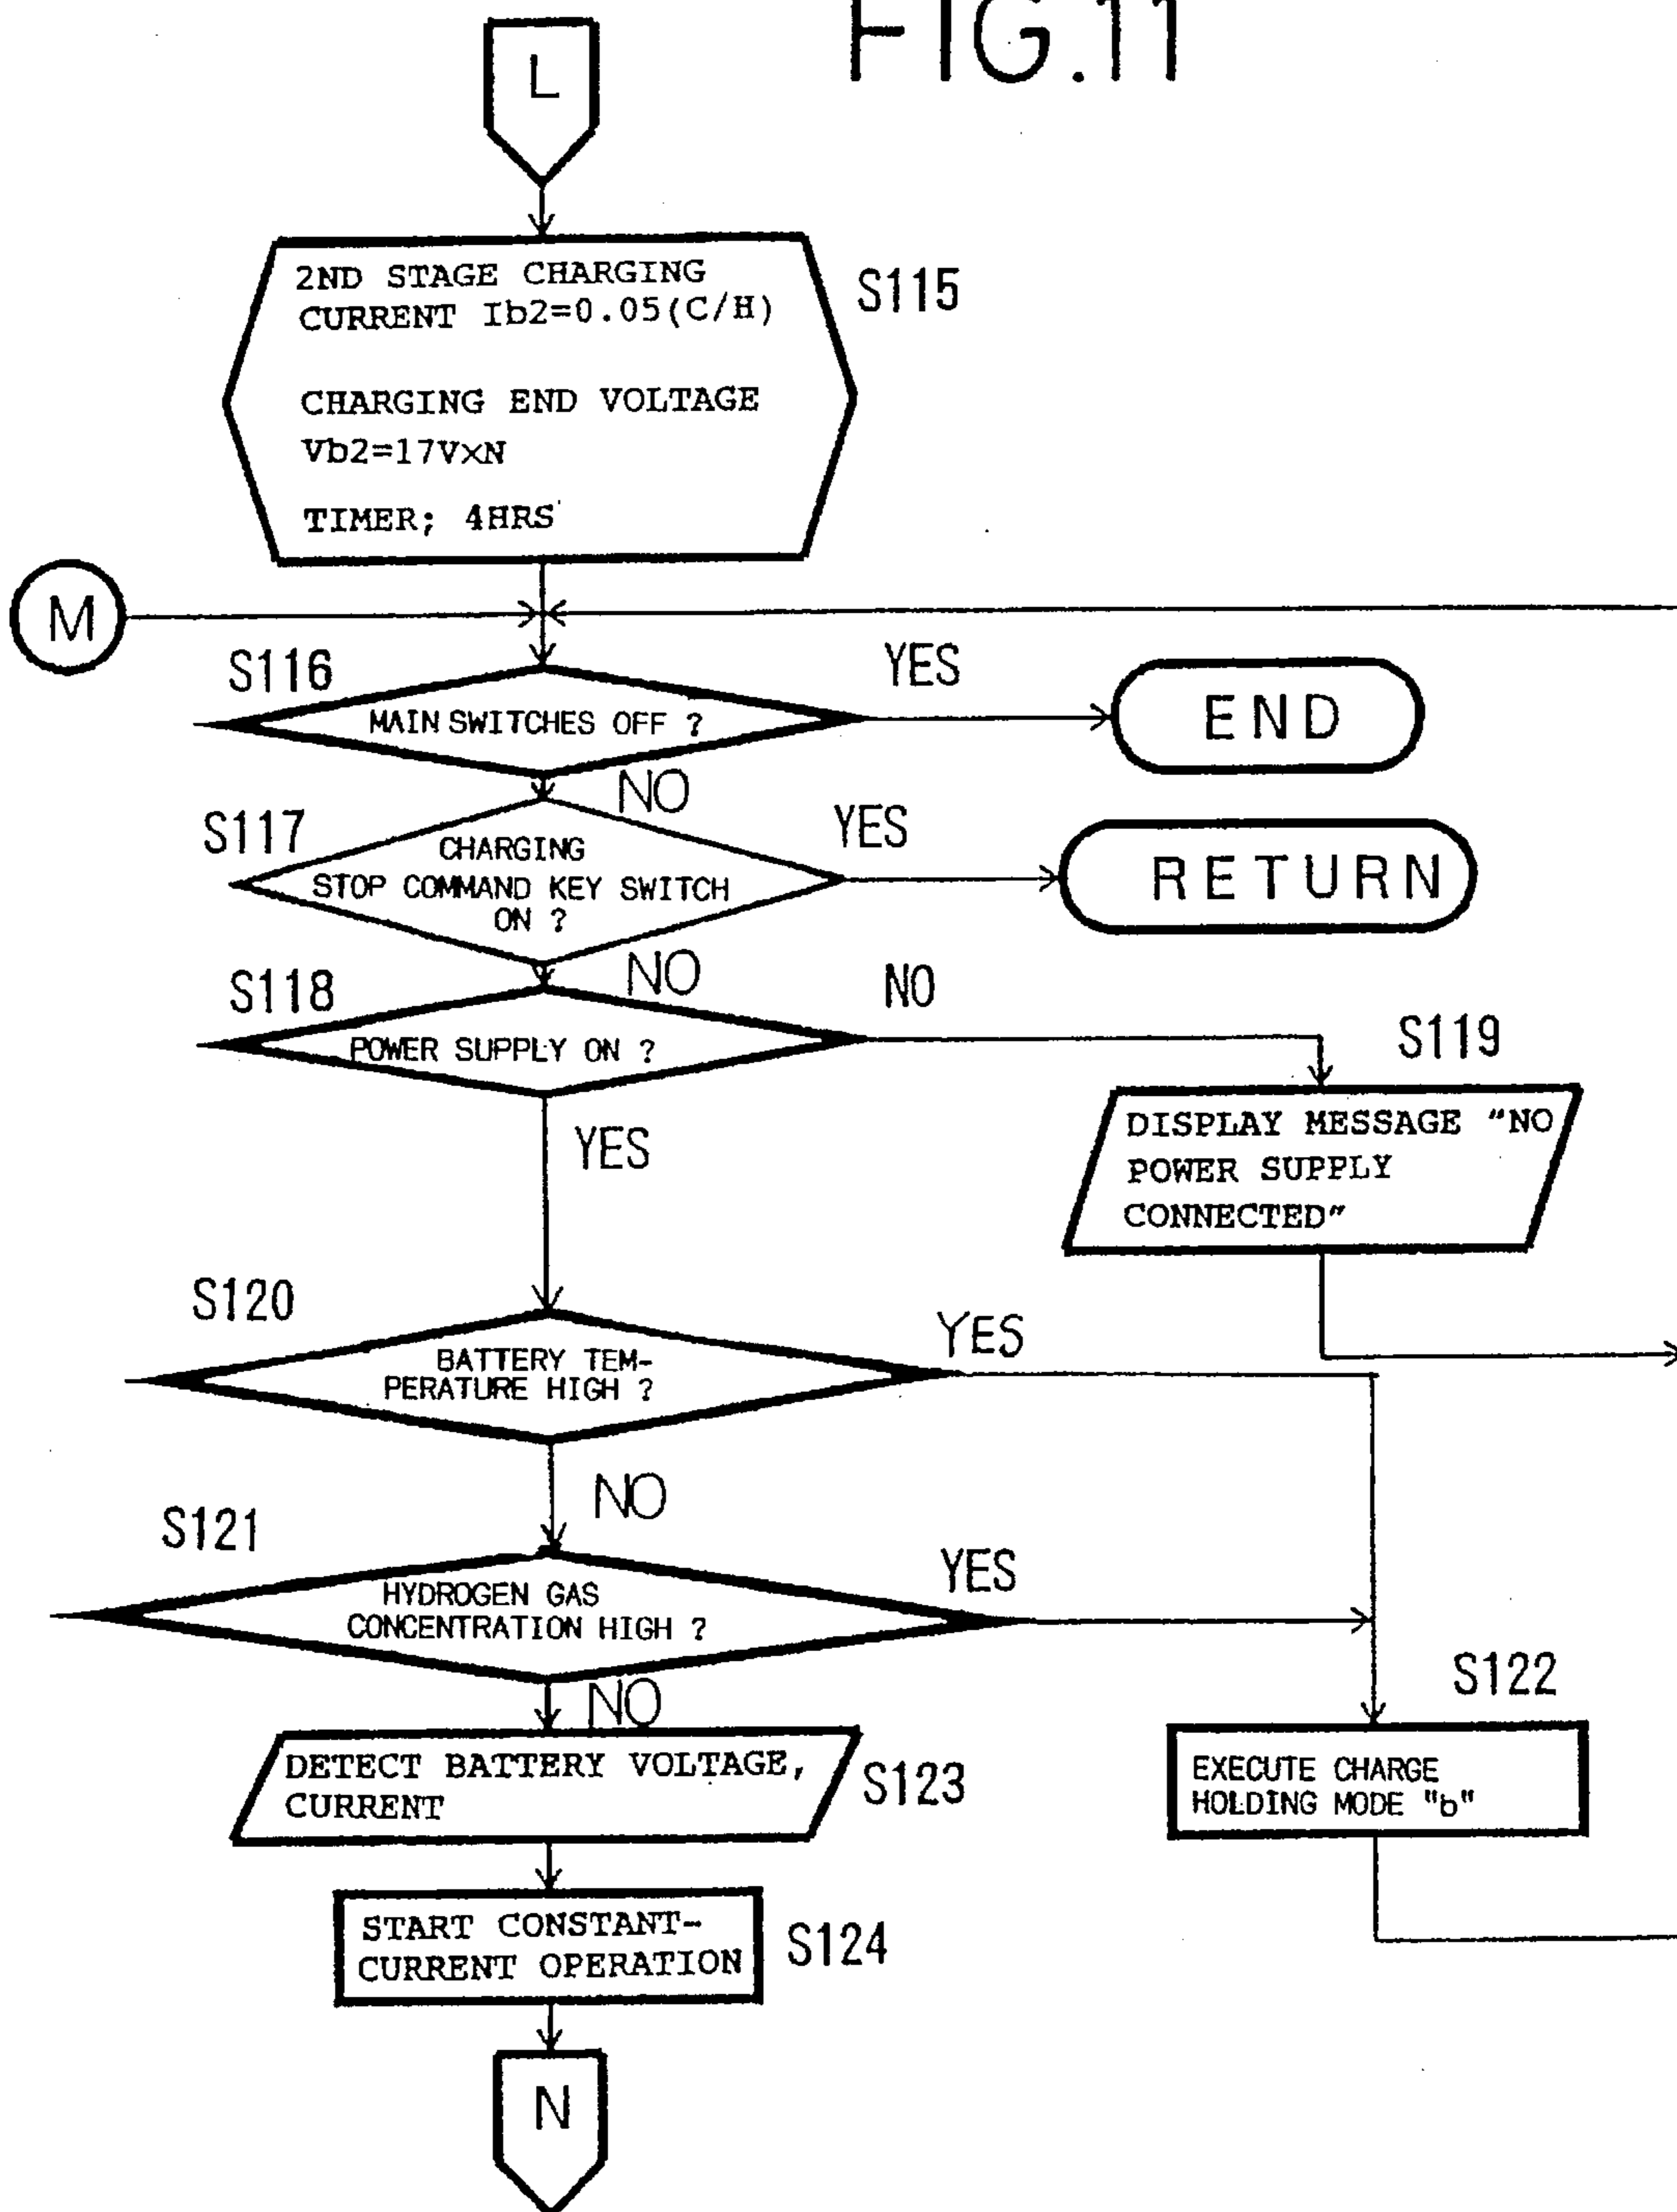 FIG.11
L
2ND STAGE CHARGING
CURRENT Ib2=0.05(C/H)
CHARGING END VOLTAGE
Vb2=17V×N
TIMER; 4HRS
S115
M
S116
MAIN SWITCHES OFF ?
YES
END
NO
S117
CHARGING
STOP COMMAND KEY SWITCH
ON ?
YES
RETURN
NO
S118
POWER SUPPLY ON ?
NO
S119
DISPLAY MESSAGE "NO
POWER SUPPLY
CONNECTED"
YES
S120
BATTERY TEM-
PERATURE HIGH ?
YES
NO
S121
HYDROGEN GAS
CONCENTRATION HIGH ?
YES
NO
S122
EXECUTE CHARGE
HOLDING MODE "b"
DETECT BATTERY VOLTAGE,
CURRENT
S123
START CONSTANT-
CURRENT OPERATION
S124
N